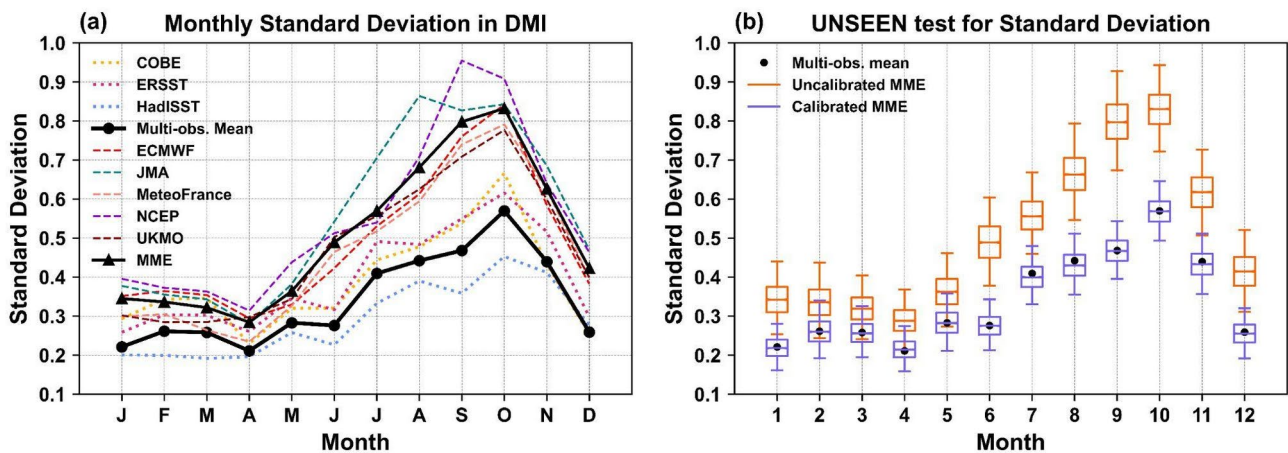 (a) Monthly Standard Deviation in DMI
Standard Deviation
1.0
0.9
0.8
0.7
0.6
0.5
0.4
0.3
0.2
0.1
COBE
ERSST
HadISST
Multi-obs. Mean
ECMWF
JMA
MeteoFrance
NCEP
UKMO
MME
J F M A M J J A S O N D
Month
(b) UNSEEN test for Standard Deviation
Standard Deviation
1.0
0.9
0.8
0.7
0.6
0.5
0.4
0.3
0.2
0.1
Multi-obs. mean
Uncalibrated MME
Calibrated MME
1 2 3 4 5 6 7 8 9 10 11 12
Month